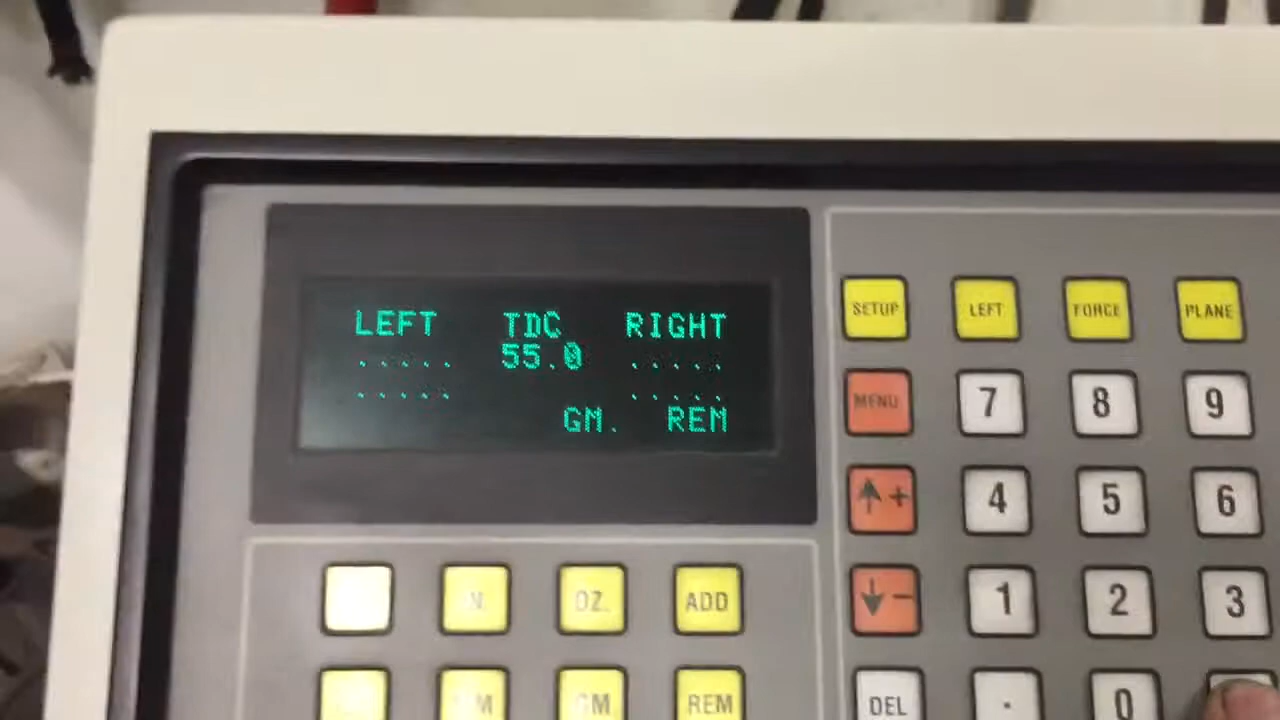 LEFT TDC RIGHT
..... 55.0 .....
..... .....
GM. REM
SETUP LEFT FORCE PLANE
MENU 7 8 9
↑+ 4 5 6
↓- 1 2 3
DEL . 0
OZ. ADD
GM REM